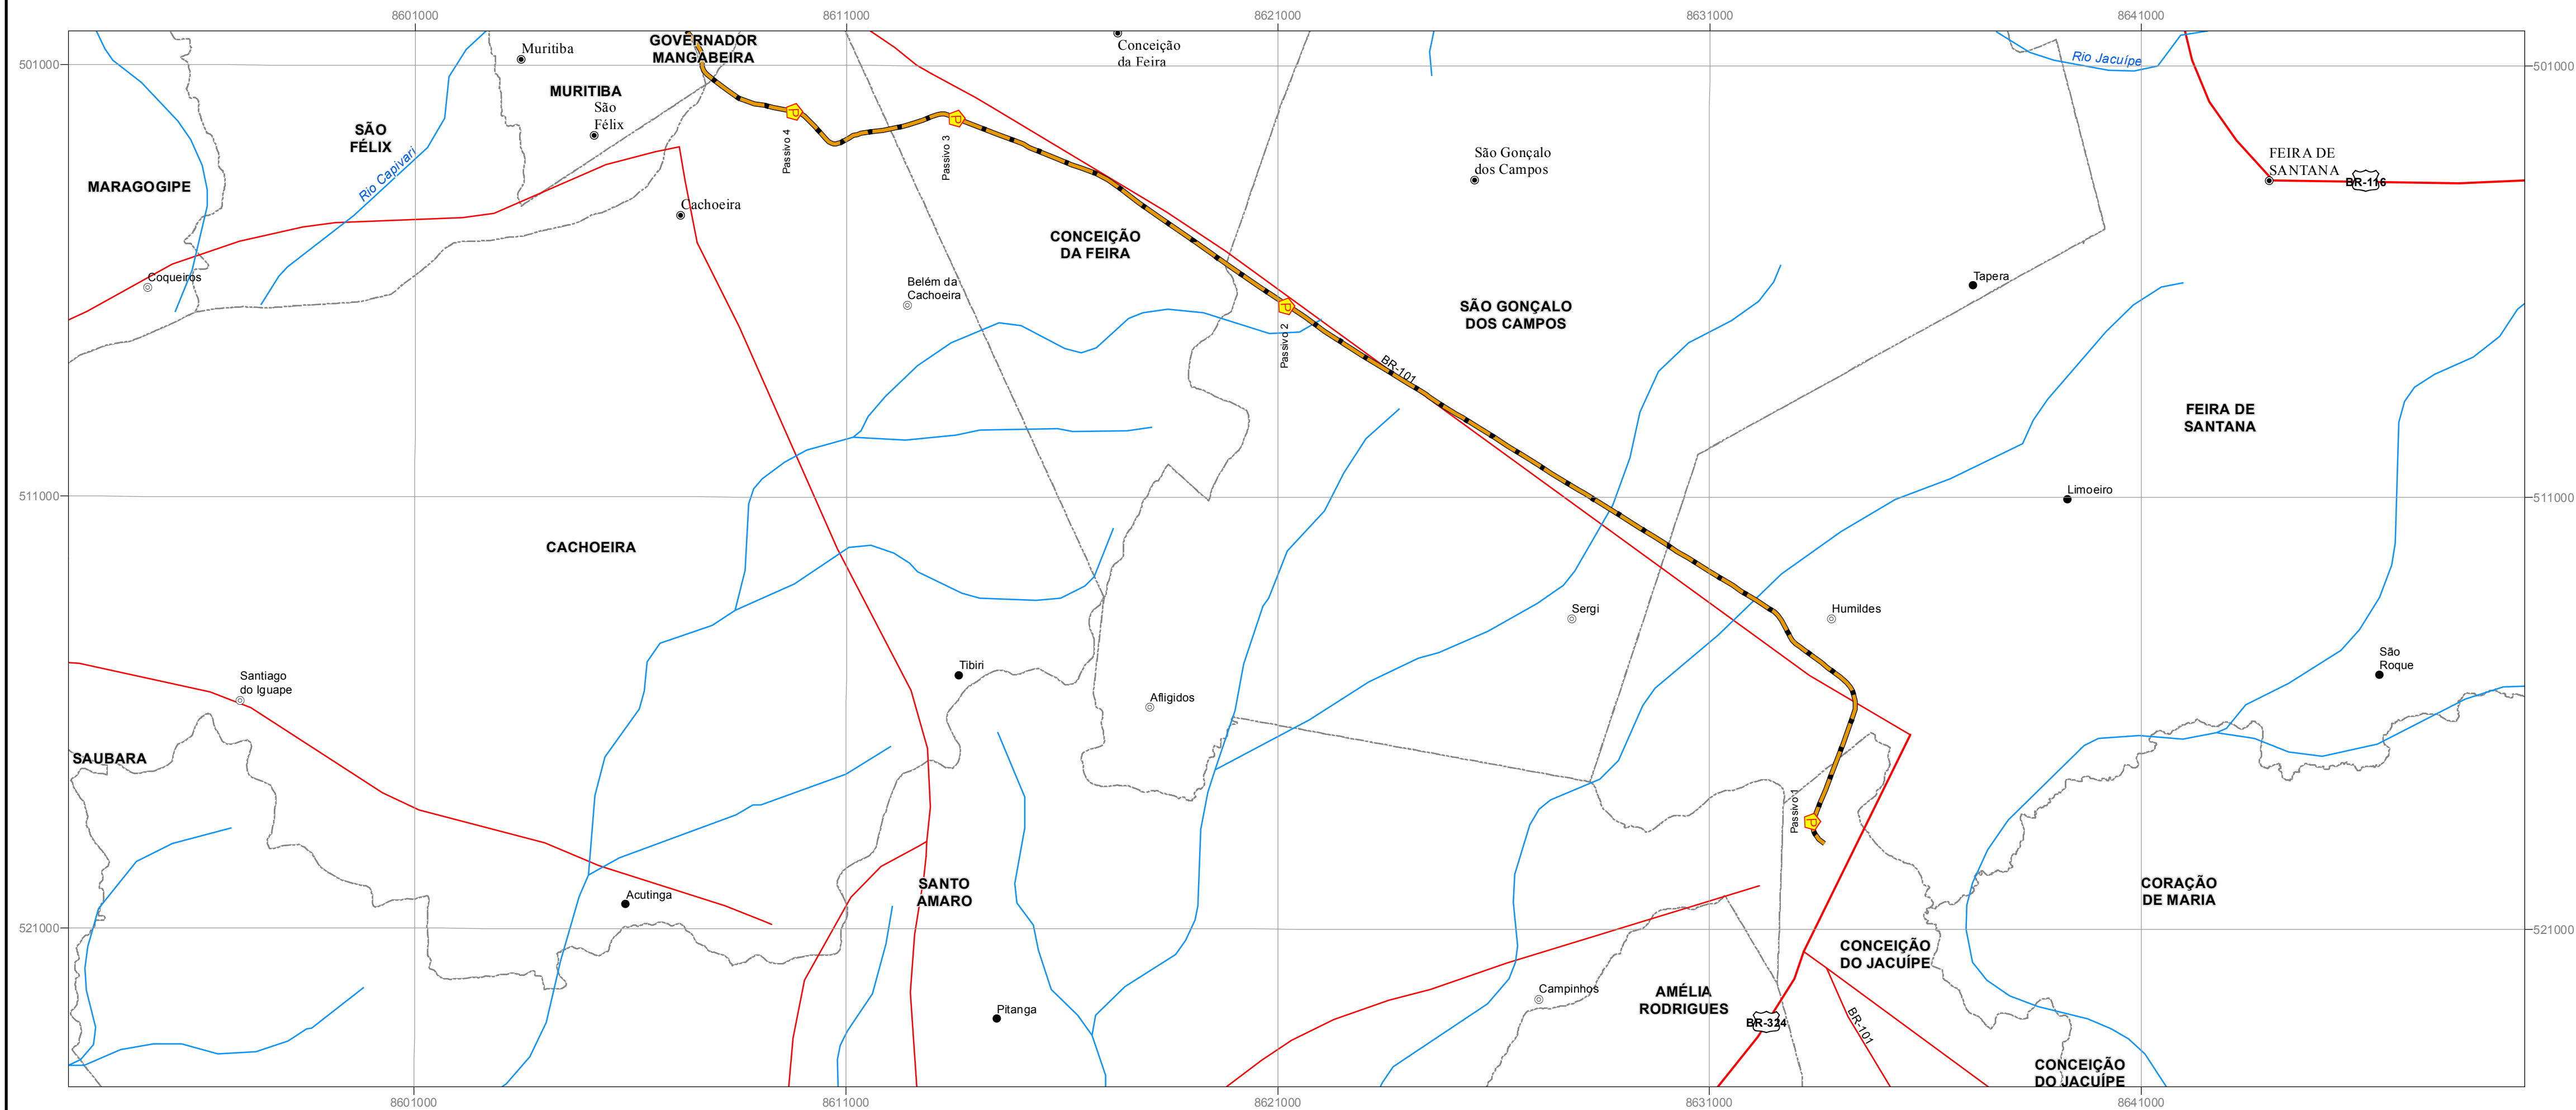 8601000
8611000
8621000
8631000
8641000
501000
501000
Muritiba
GOVERNADOR
MANGABEIRA
Conceição
da Feira
Rio Jacuípe
MURITIBA
São
Félix
SÃO
FÉLIX
MARAGOGIPE
Rio Capivari
Passivo 4
Passivo 3
São Gonçalo
dos Campos
FEIRA DE
SANTANA
BR-116
Cachoeira
CONCEIÇÃO
DA FEIRA
Coqueiros
Belém da
Cachoeira
Tapera
SÃO GONÇALO
DOS CAMPOS
Passivo 2
BR-101
FEIRA DE
SANTANA
511000
511000
Limoeiro
CACHOEIRA
Sergi
Humildes
Tibiri
São
Roque
Santiago
do Iguape
Afligidos
SAUBARA
Passivo 1
SANTO
AMARO
Acutinga
CORAÇÃO
DE MARIA
521000
521000
CONCEIÇÃO
DO JACUÍPE
Campinhos
AMÉLIA
RODRIGUES
Pitanga
BR-324
BR-101
CONCEIÇÃO
DO JACUÍPE
8601000
8611000
8621000
8631000
8641000